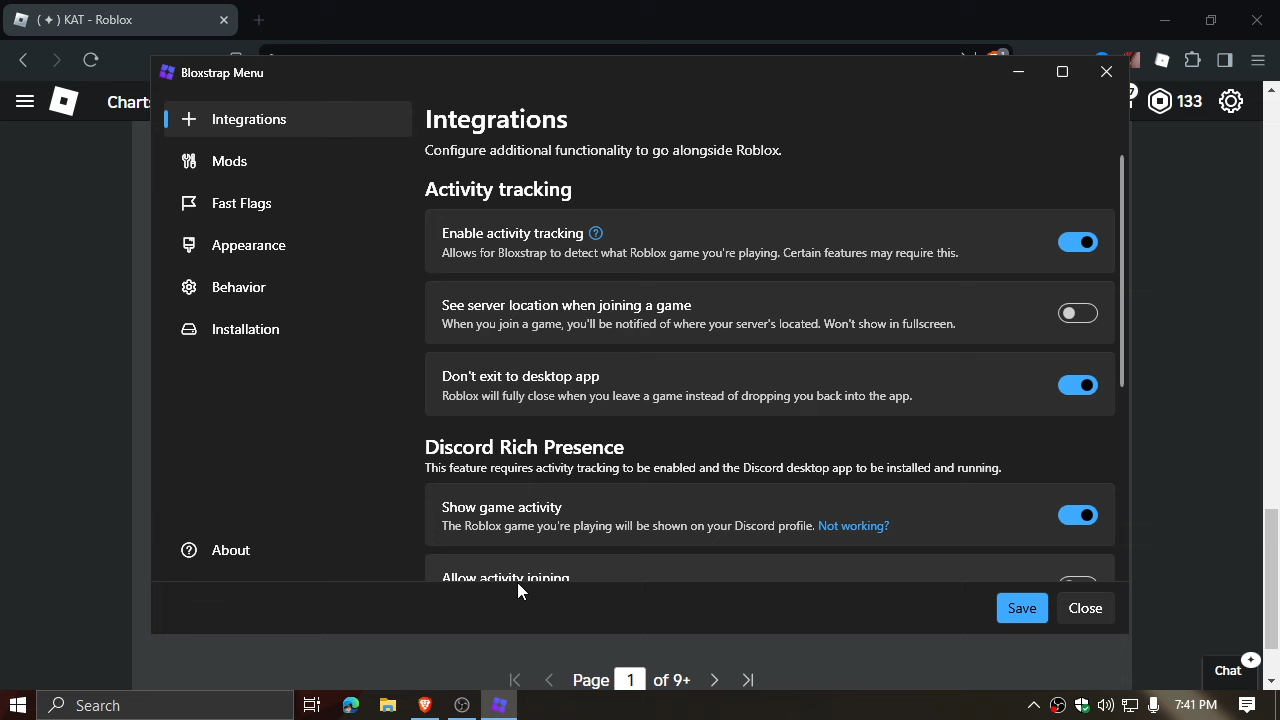 ( ✦ ) KAT - Roblox
Bloxstrap Menu
Charts
133
Integrations
Mods
Fast Flags
Appearance
Behavior
Installation
About
Integrations
Configure additional functionality to go alongside Roblox.
Activity tracking
Enable activity tracking
Allows for Bloxstrap to detect what Roblox game you're playing. Certain features may require this.
See server location when joining a game
When you join a game, you'll be notified of where your server's located. Won't show in fullscreen.
Don't exit to desktop app
Roblox will fully close when you leave a game instead of dropping you back into the app.
Discord Rich Presence
This feature requires activity tracking to be enabled and the Discord desktop app to be installed and running.
Show game activity
The Roblox game you're playing will be shown on your Discord profile. Not working?
Allow activity joining
Save
Close
Page 1 of 9+
Chat
Search
7:41 PM